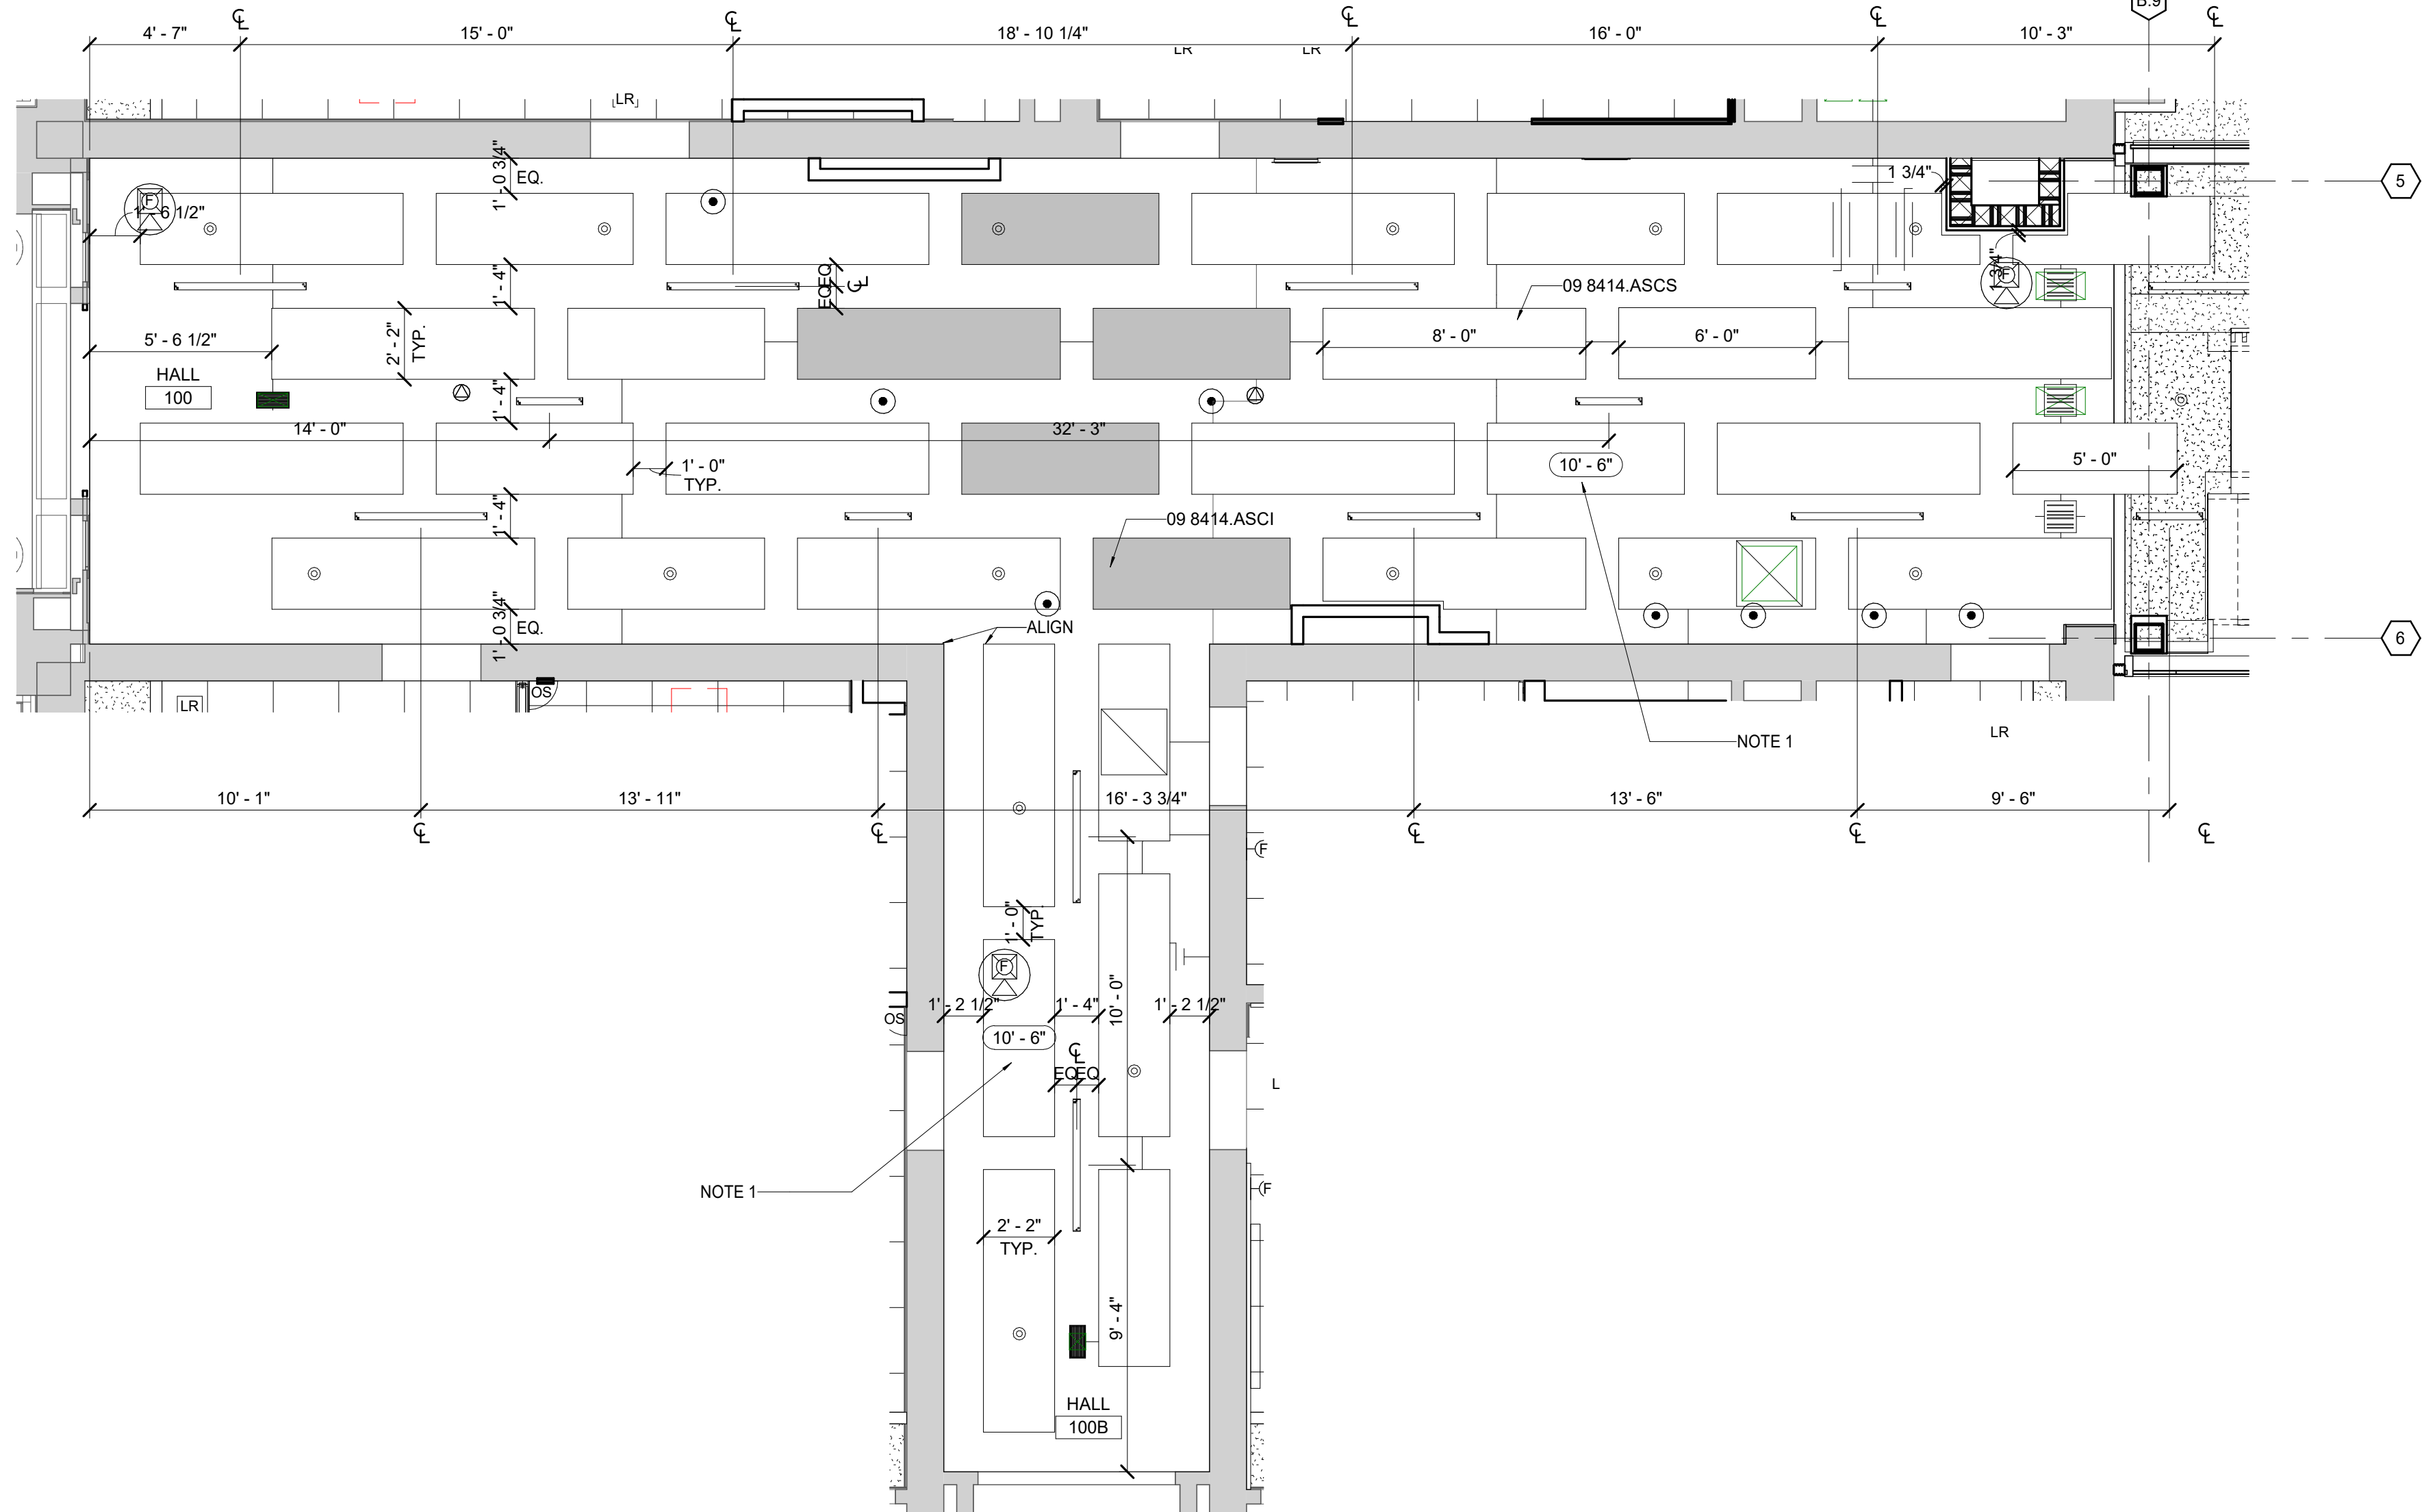 B.9
4' - 7"
15' - 0"
18' - 10 1/4"
16' - 0"
10' - 3"
LR
LR
LR
1' - 0 3/4"
EQ.
1 3/4"
5
F
1' - 6 1/2"
1' - 4"
EQ
EQ
1 3/4"
F
09 8414.ASCS
5' - 6 1/2"
2' - 2"
TYP.
8' - 0"
6' - 0"
HALL
100
1' - 4"
14' - 0"
32' - 3"
1' - 0"
TYP.
10' - 6"
5' - 0"
1' - 4"
09 8414.ASCI
1' - 0 3/4"
EQ.
ALIGN
6
OS
LR
LR
NOTE 1
10' - 1"
13' - 11"
16' - 3 3/4"
13' - 6"
9' - 6"
F
1' - 0"
TYP.
F
1' - 2 1/2"
1' - 4"
10' - 0"
1' - 2 1/2"
OS
10' - 6"
EQ
EQ
L
NOTE 1
F
2' - 2"
TYP.
9' - 4"
HALL
100B